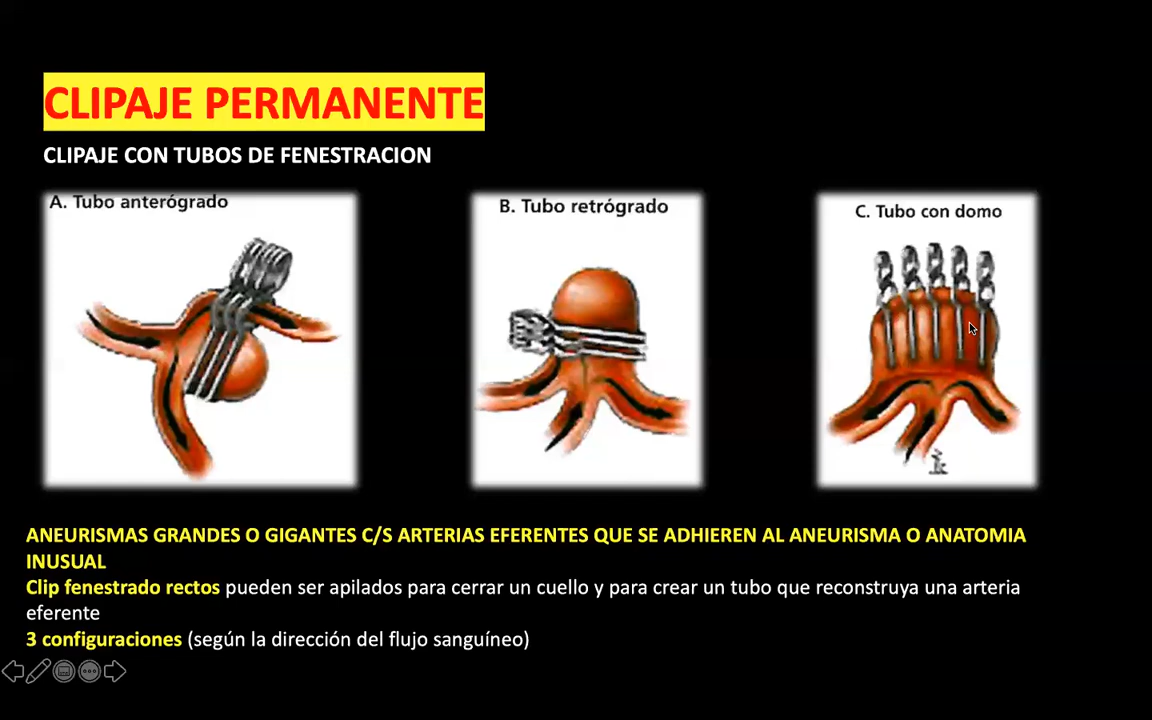 CLIPAJE PERMANENTE
CLIPAJE CON TUBOS DE FENESTRACION
A. Tubo anterógrado
B. Tubo retrógrado
C. Tubo con domo
ANEURISMAS GRANDES O GIGANTES C/S ARTERIAS EFERENTES QUE SE ADHIEREN AL ANEURISMA O ANATOMIA
INUSUAL
Clip fenestrado rectos pueden ser apilados para cerrar un cuello y para crear un tubo que reconstruya una arteria
eferente
3 configuraciones (según la dirección del flujo sanguíneo)